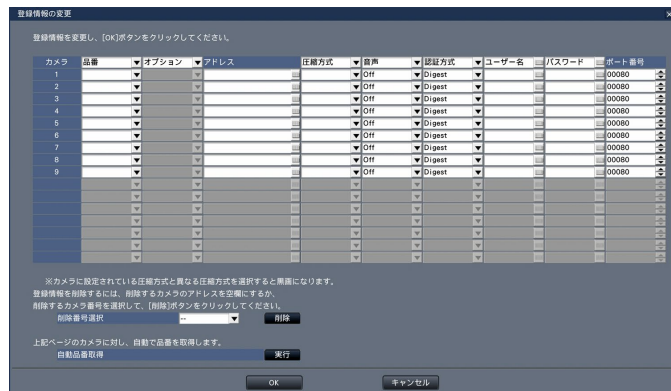 登録情報の変更
登録情報を変更し、[OK]ボタンをクリックしてください。
カメラ 品番 オプション アドレス 圧縮方式 音声 認証方式 ユーザー名 パスワード ポート番号
1 Off Digest 00080
2 Off Digest 00080
3 Off Digest 00080
4 Off Digest 00080
5 Off Digest 00080
6 Off Digest 00080
7 Off Digest 00080
8 Off Digest 00080
9 Off Digest 00080
※カメラに設定されている圧縮方式と異なる圧縮方式を選択すると黒画になります。
登録情報を削除するには、削除するカメラのアドレスを空欄にするか、
削除するカメラ番号を選択して、[削除]ボタンをクリックしてください。
削除番号選択 -- 削除
上記ページのカメラに対し、自動で品番を取得します。
自動品番取得 実行
OK キャンセル